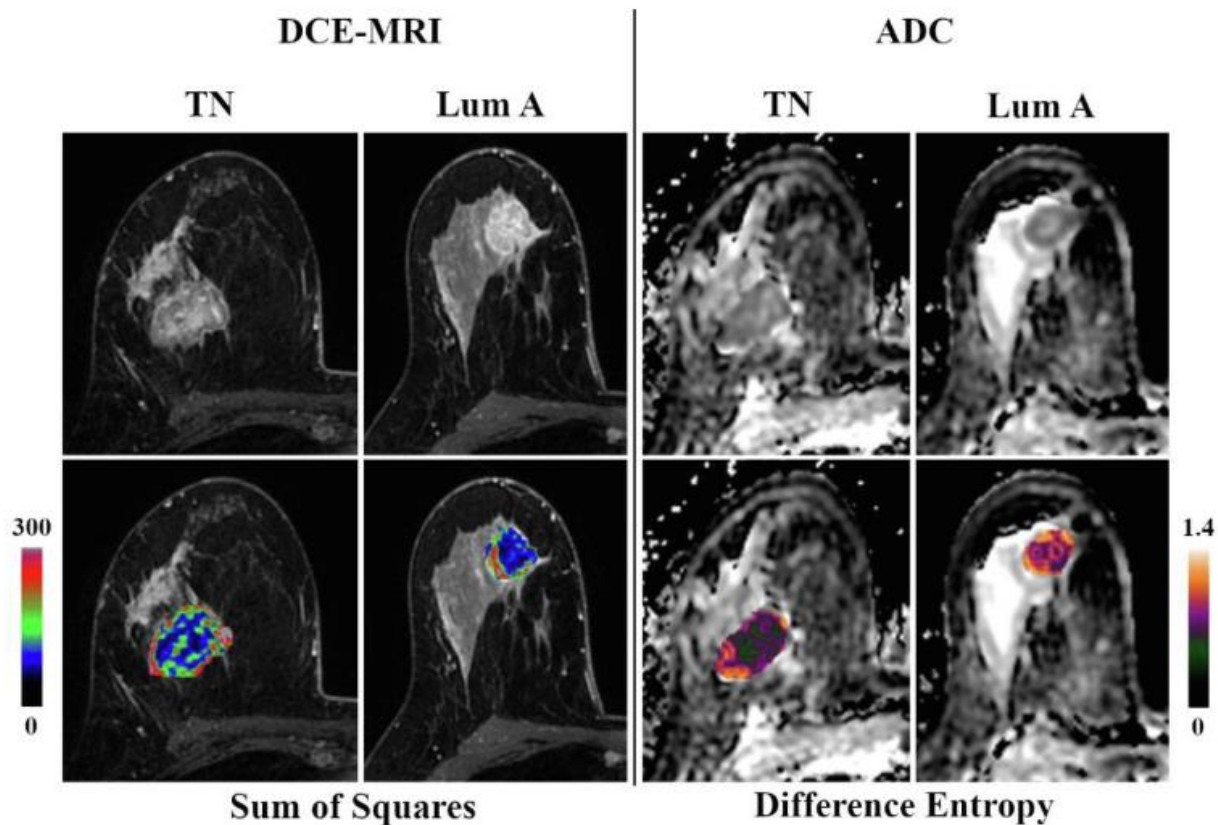 DCE-MRI
ADC
TN
Lum A
TN
Lum A
300
0
1.4
0
Sum of Squares
Difference Entropy